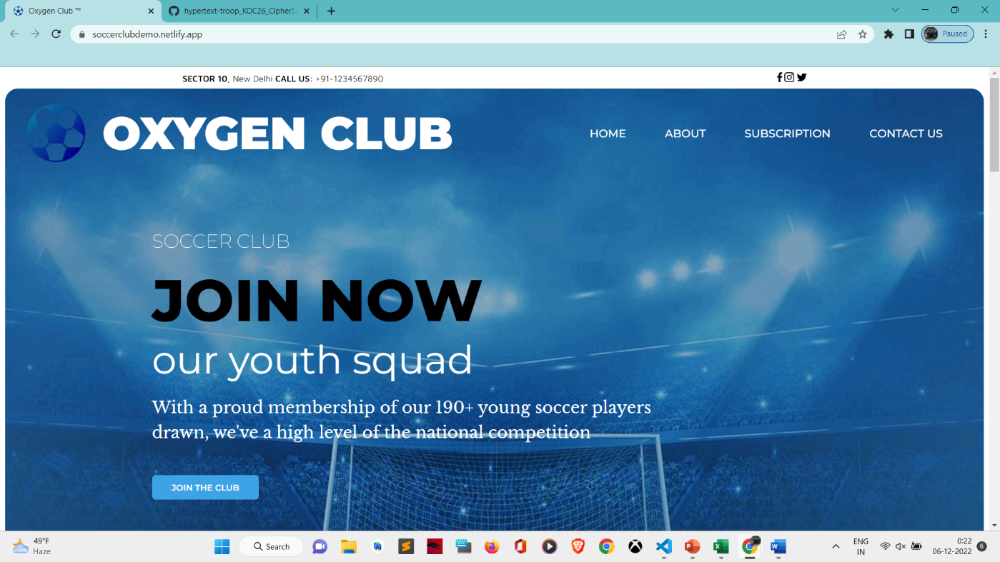 Oxygen Club ™
hypertext-troop_KOC26_CipherSc
soccerclubdemo.netlify.app
Paused
SECTOR 10, New Delhi CALL US: +91-1234567890
OXYGEN CLUB
HOME ABOUT SUBSCRIPTION CONTACT US
SOCCER CLUB
JOIN NOW
our youth squad
With a proud membership of our 190+ young soccer players
drawn, we've a high level of the national competition
JOIN THE CLUB
49°F
Haze
Search
ENG
IN
0:22
06-12-2022
6